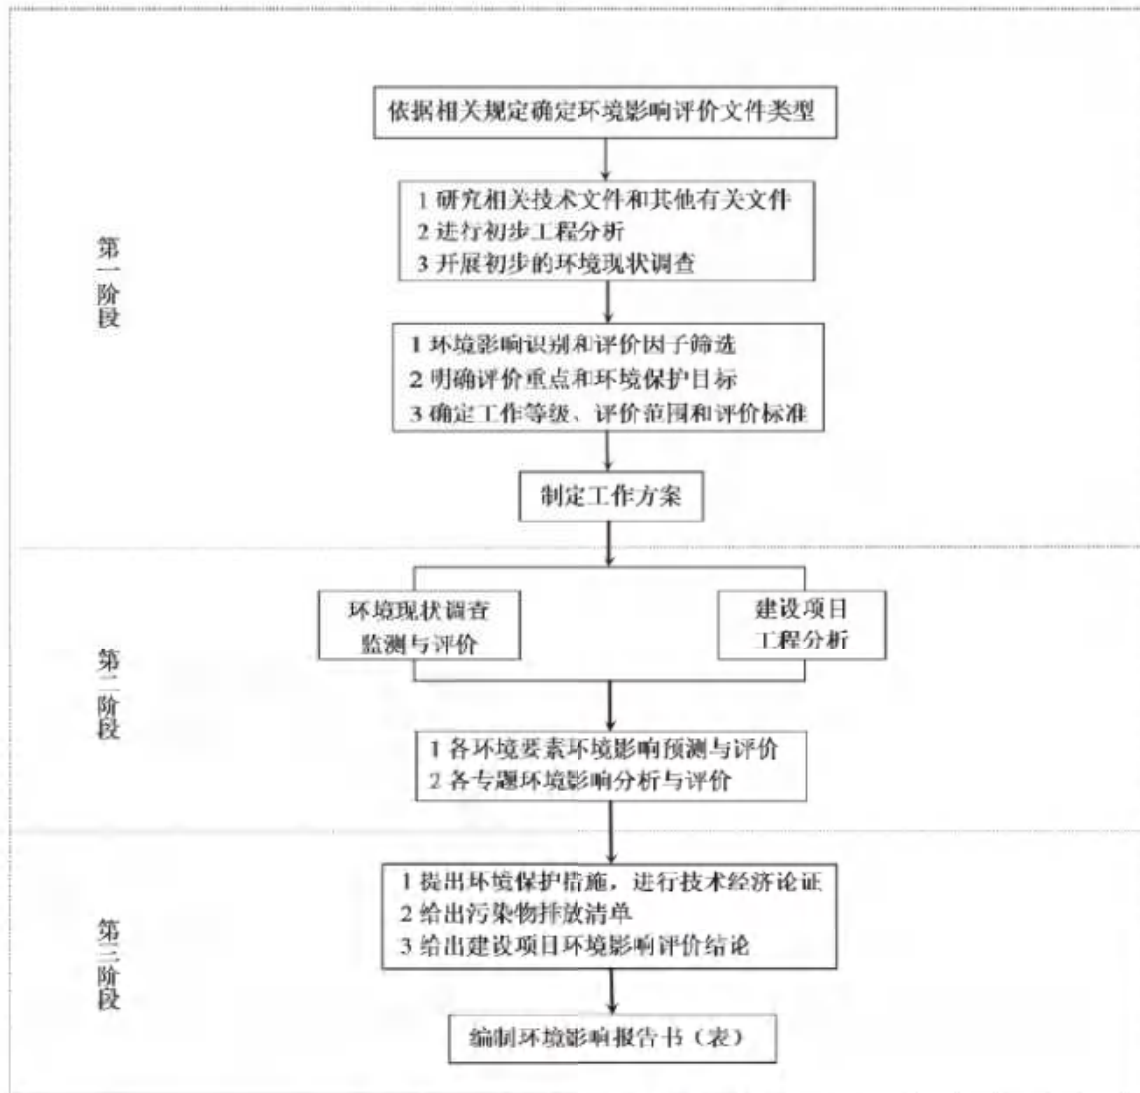 依据相关规定确定环境影响评价文件类型
1 研究相关技术文件和其他有关文件
2 进行初步工程分析
3 开展初步的环境现状调查
第一阶段
1 环境影响识别和评价因子筛选
2 明确评价重点和环境保护目标
3 确定工作等级、评价范围和评价标准
制定工作方案
环境现状调查
监测与评价
建设项目
工程分析
第二阶段
1 各环境要素环境影响预测与评价
2 各专题环境影响分析与评价
1 提出环境保护措施，进行技术经济论证
2 给出污染物排放清单
3 给出建设项目环境影响评价结论
第三阶段
编制环境影响报告书（表）